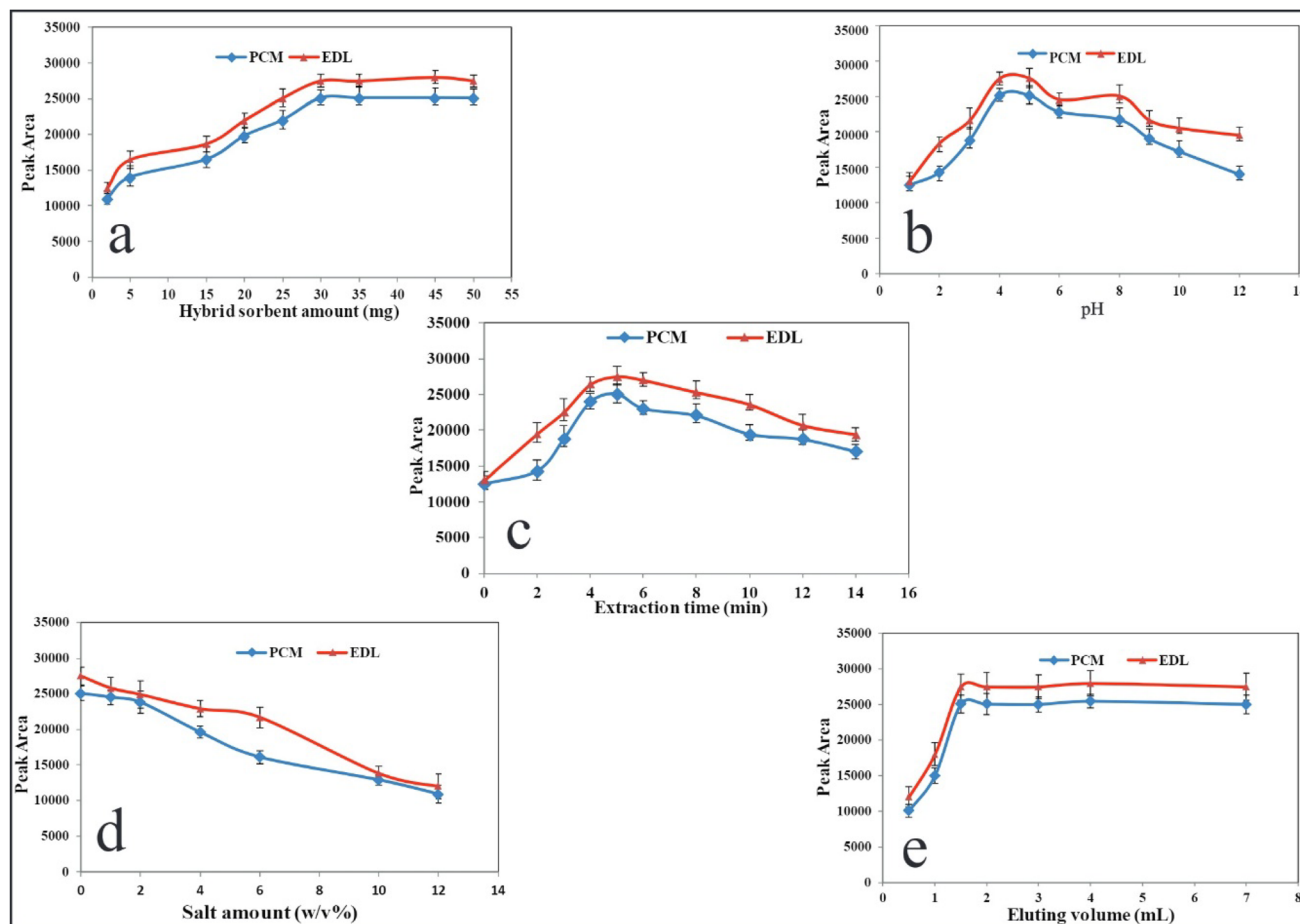 35000
30000
25000
20000
15000
10000
5000
0
Peak Area
PCM EDL
a
0 5 10 15 20 25 30 35 40 45 50 55
Hybrid sorbent amount (mg)
35000
30000
25000
20000
15000
10000
5000
0
Peak Area
PCM EDL
b
0 2 4 6 8 10 12
pH
35000
30000
25000
20000
15000
10000
5000
0
Peak Area
PCM EDL
c
0 2 4 6 8 10 12 14 16
Extraction time (min)
35000
30000
25000
20000
15000
10000
5000
0
Peak Area
PCM EDL
d
0 2 4 6 8 10 12 14
Salt amount (w/v%)
35000
30000
25000
20000
15000
10000
5000
0
Peak Area
PCM EDL
e
0 1 2 3 4 5 6 7 8
Eluting volume (mL)